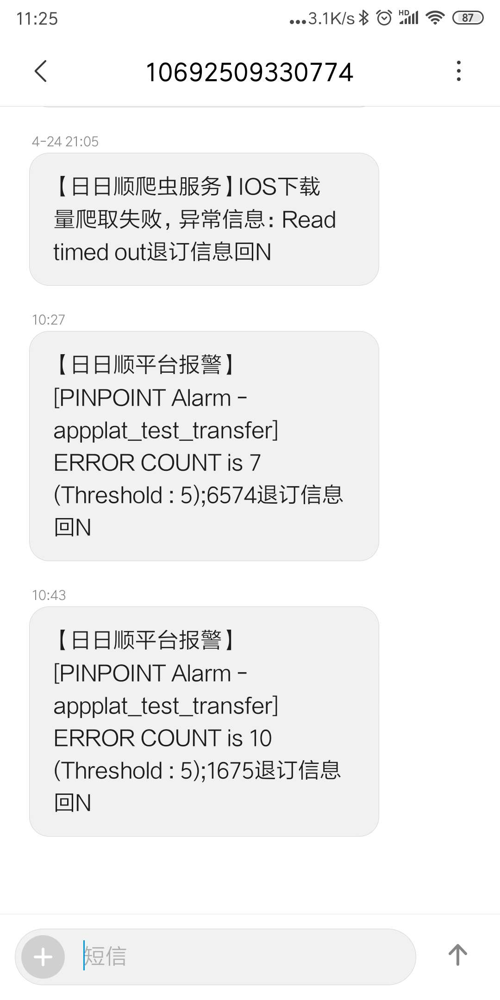 11:25
...3.1K/s
HD
87
10692509330774
4-24 21:05
【日日顺爬虫服务】IOS下载
量爬取失败，异常信息：Read
timed out退订信息回N
10:27
【日日顺平台报警】
[PINPOINT Alarm -
appplat_test_transfer]
ERROR COUNT is 7
(Threshold : 5);6574退订信息
回N
10:43
【日日顺平台报警】
[PINPOINT Alarm -
appplat_test_transfer]
ERROR COUNT is 10
(Threshold : 5);1675退订信息
回N
短信